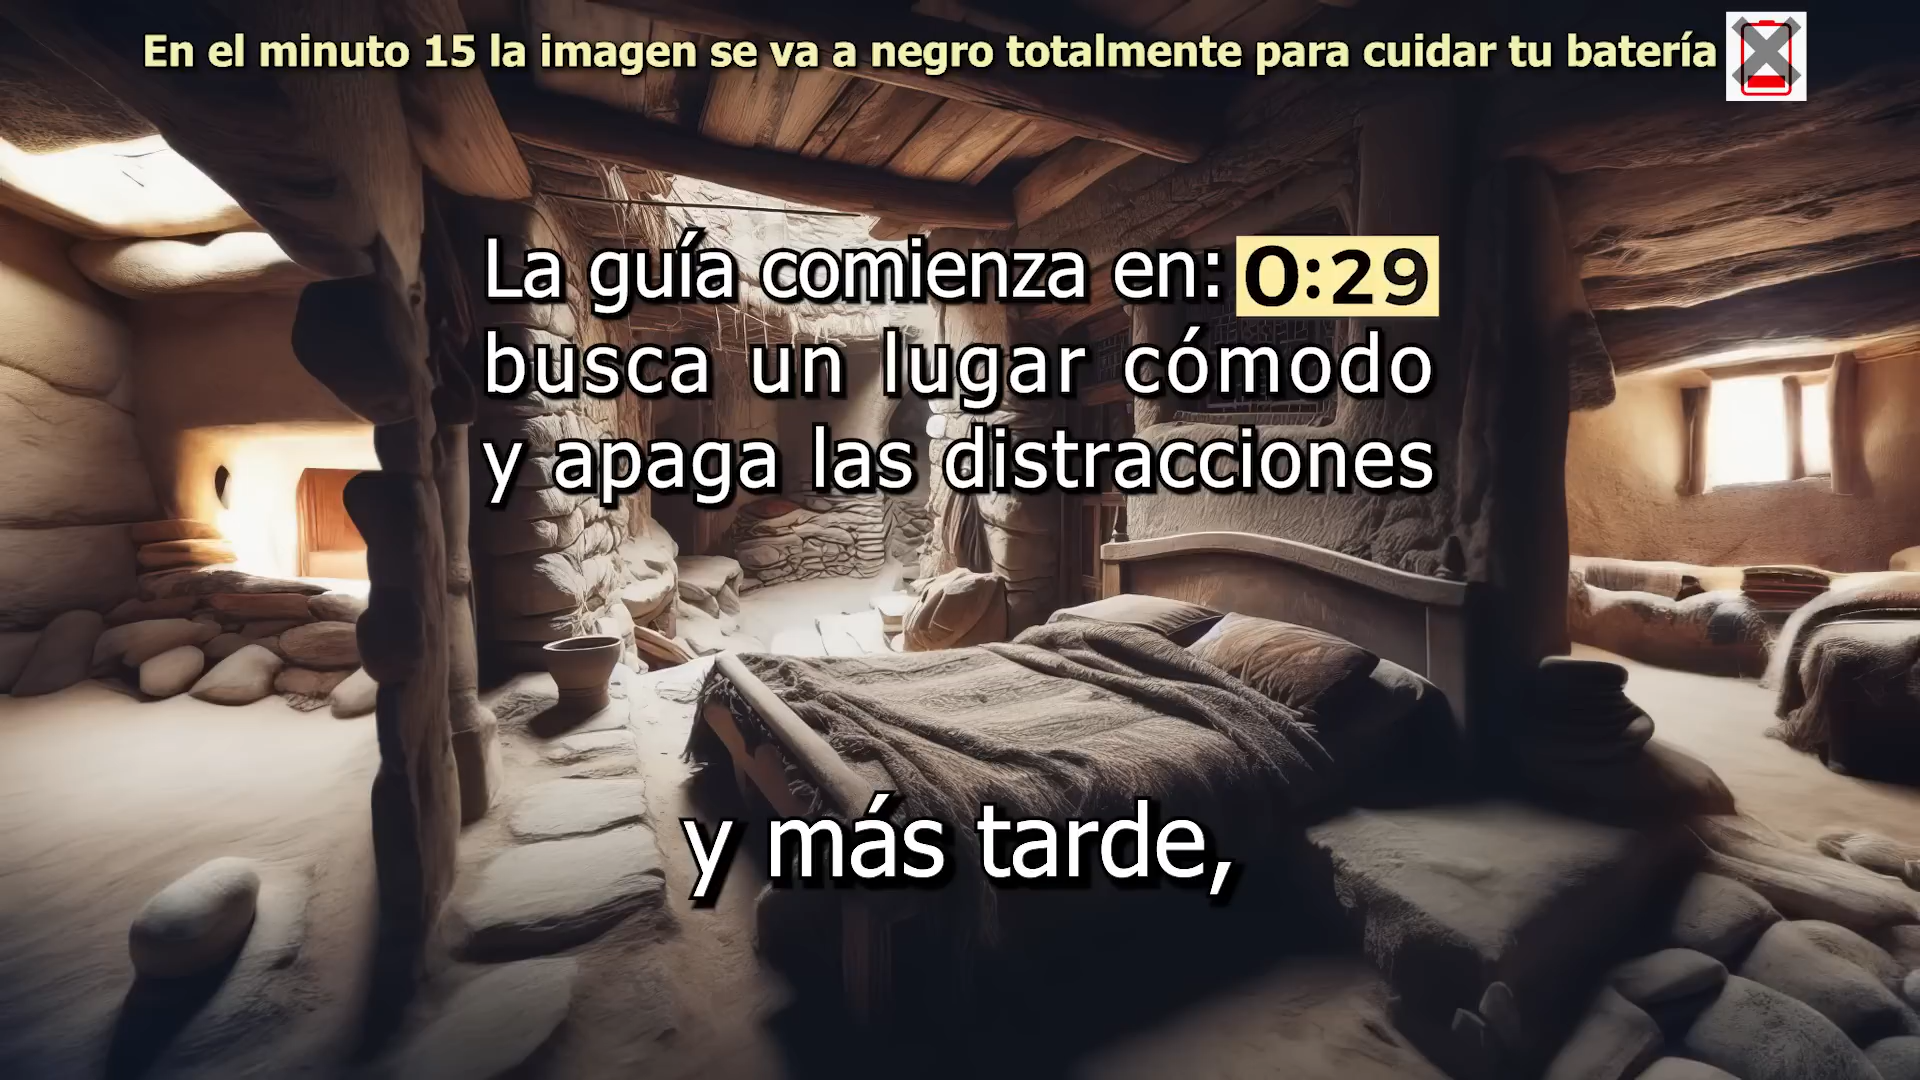 En el minuto 15 la imagen se va a negro totalmente para cuidar tu batería
La guía comienza en: 0:29
busca un lugar cómodo
y apaga las distracciones
y más tarde,